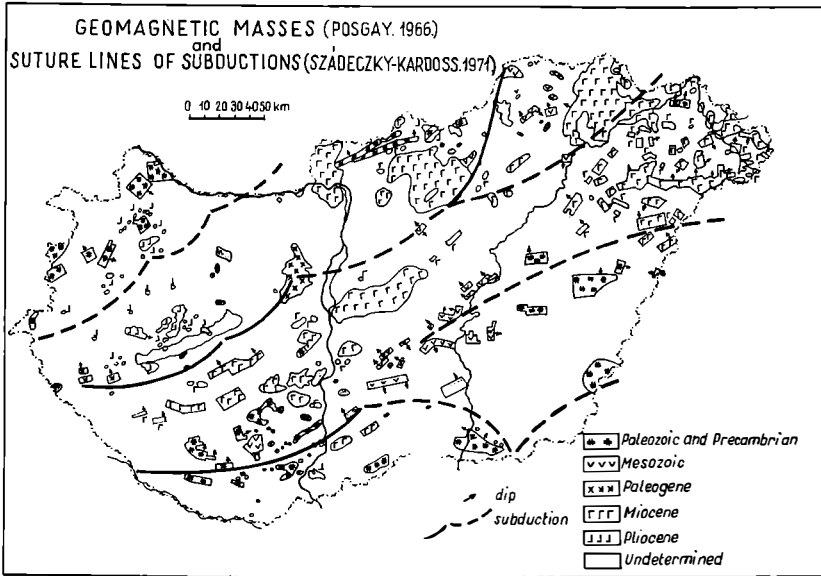 GEOMAGNETIC MASSES (POSGAY. 1966.)
and
SUTURE LINES OF SUBDUCTIONS (SZÁDECZKY-KARDOSS.1971)
0 10 20 30 40 50 km
dip
subduction
Paleozoic and Precambrian
Mesozoic
Paleogene
Miocene
Pliocene
Undetermined